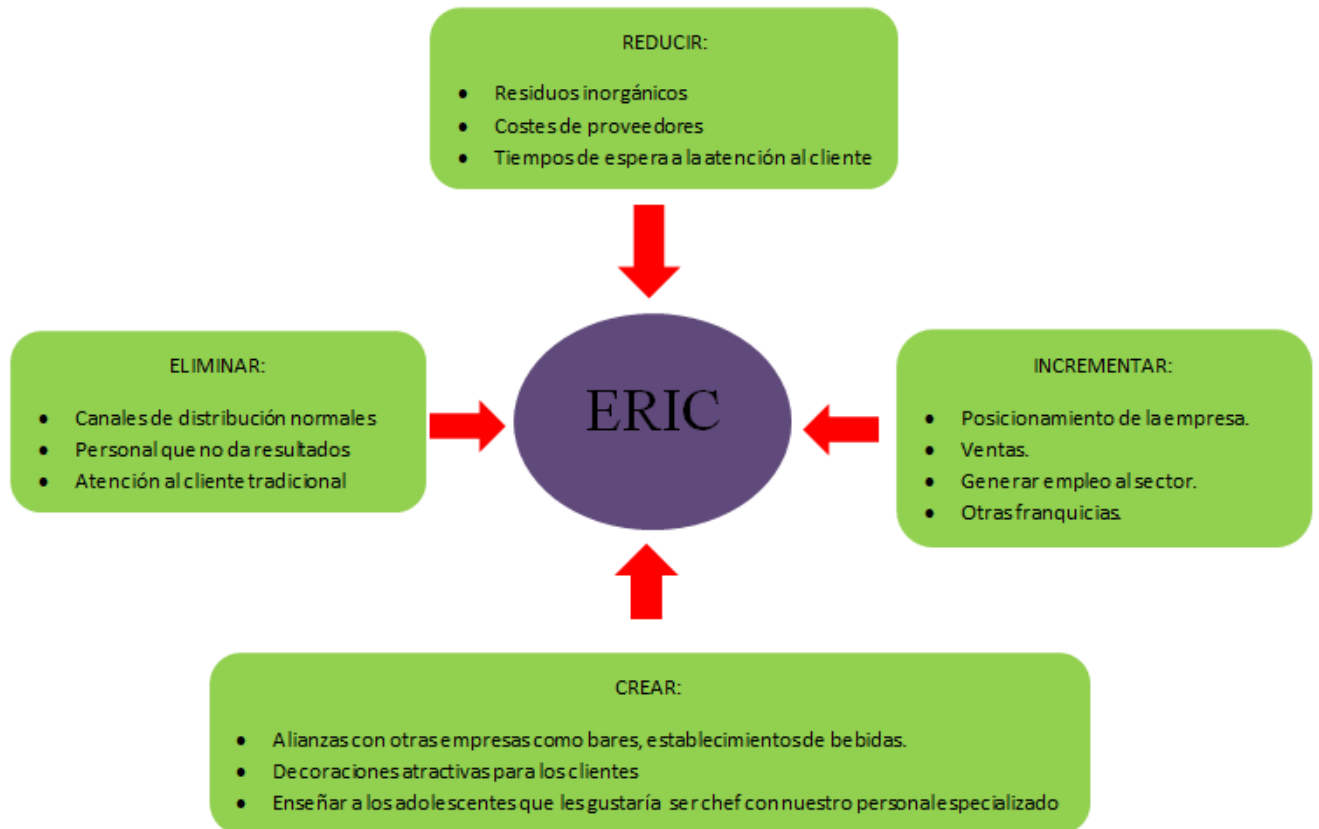 REDUCIR:
• Residuos inorgánicos
• Costes de proveedores
• Tiempos de espera a la atención al cliente
ELIMINAR:
• Canales de distribución normales
• Personal que no da resultados
• Atención al cliente tradicional
ERIC
INCREMENTAR:
• Posicionamiento de la empresa.
• Ventas.
• Generar empleo al sector.
• Otras franquicias.
CREAR:
• Alianzas con otras empresas como bares, establecimientos de bebidas.
• Decoraciones atractivas para los clientes
• Enseñar a los adolescentes que les gustaría ser chef con nuestro personal especializado